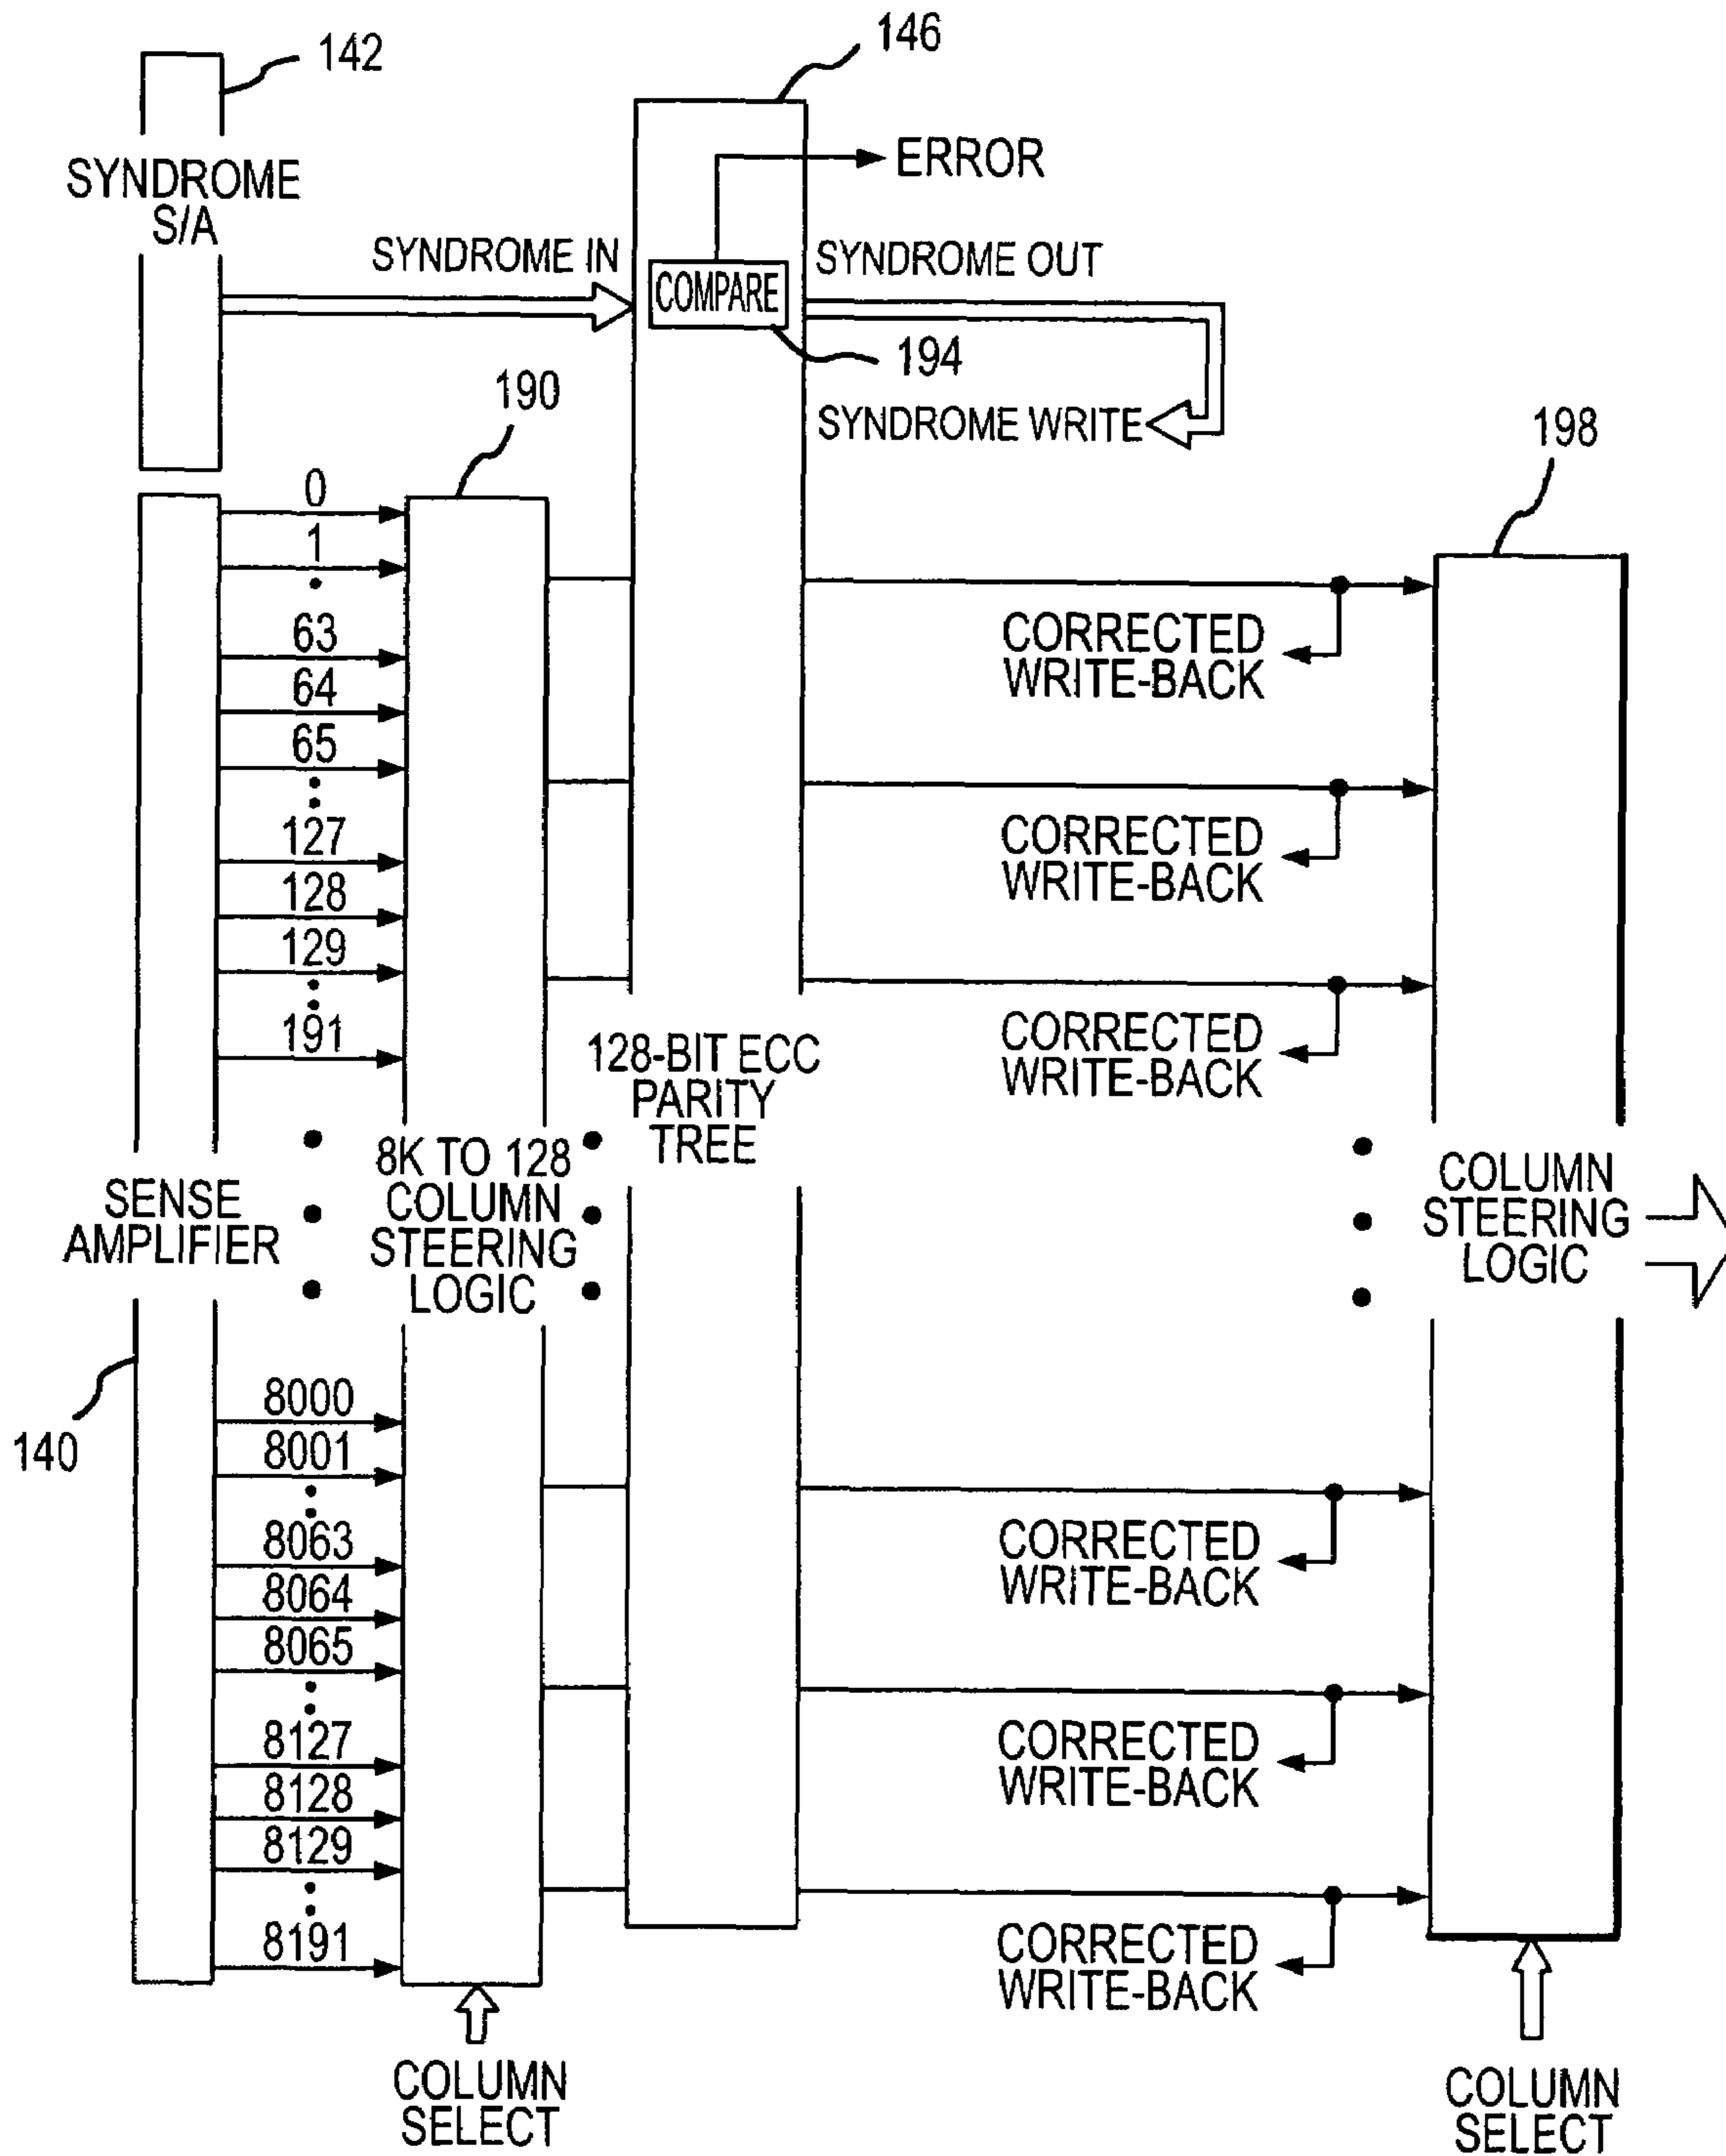 142
146
SYNDROME
S/A
ERROR
SYNDROME IN
SYNDROME OUT
COMPARE
194
SYNDROME WRITE
190
198
0
1
63
64
65
127
128
129
191
CORRECTED
WRITE-BACK
CORRECTED
WRITE-BACK
CORRECTED
WRITE-BACK
SENSE
AMPLIFIER
8K TO 128
COLUMN
STEERING
LOGIC
128-BIT ECC
PARITY
TREE
COLUMN
STEERING
LOGIC
140
8000
8001
8063
8064
8065
8127
8128
8129
8191
CORRECTED
WRITE-BACK
CORRECTED
WRITE-BACK
CORRECTED
WRITE-BACK
COLUMN
SELECT
COLUMN
SELECT